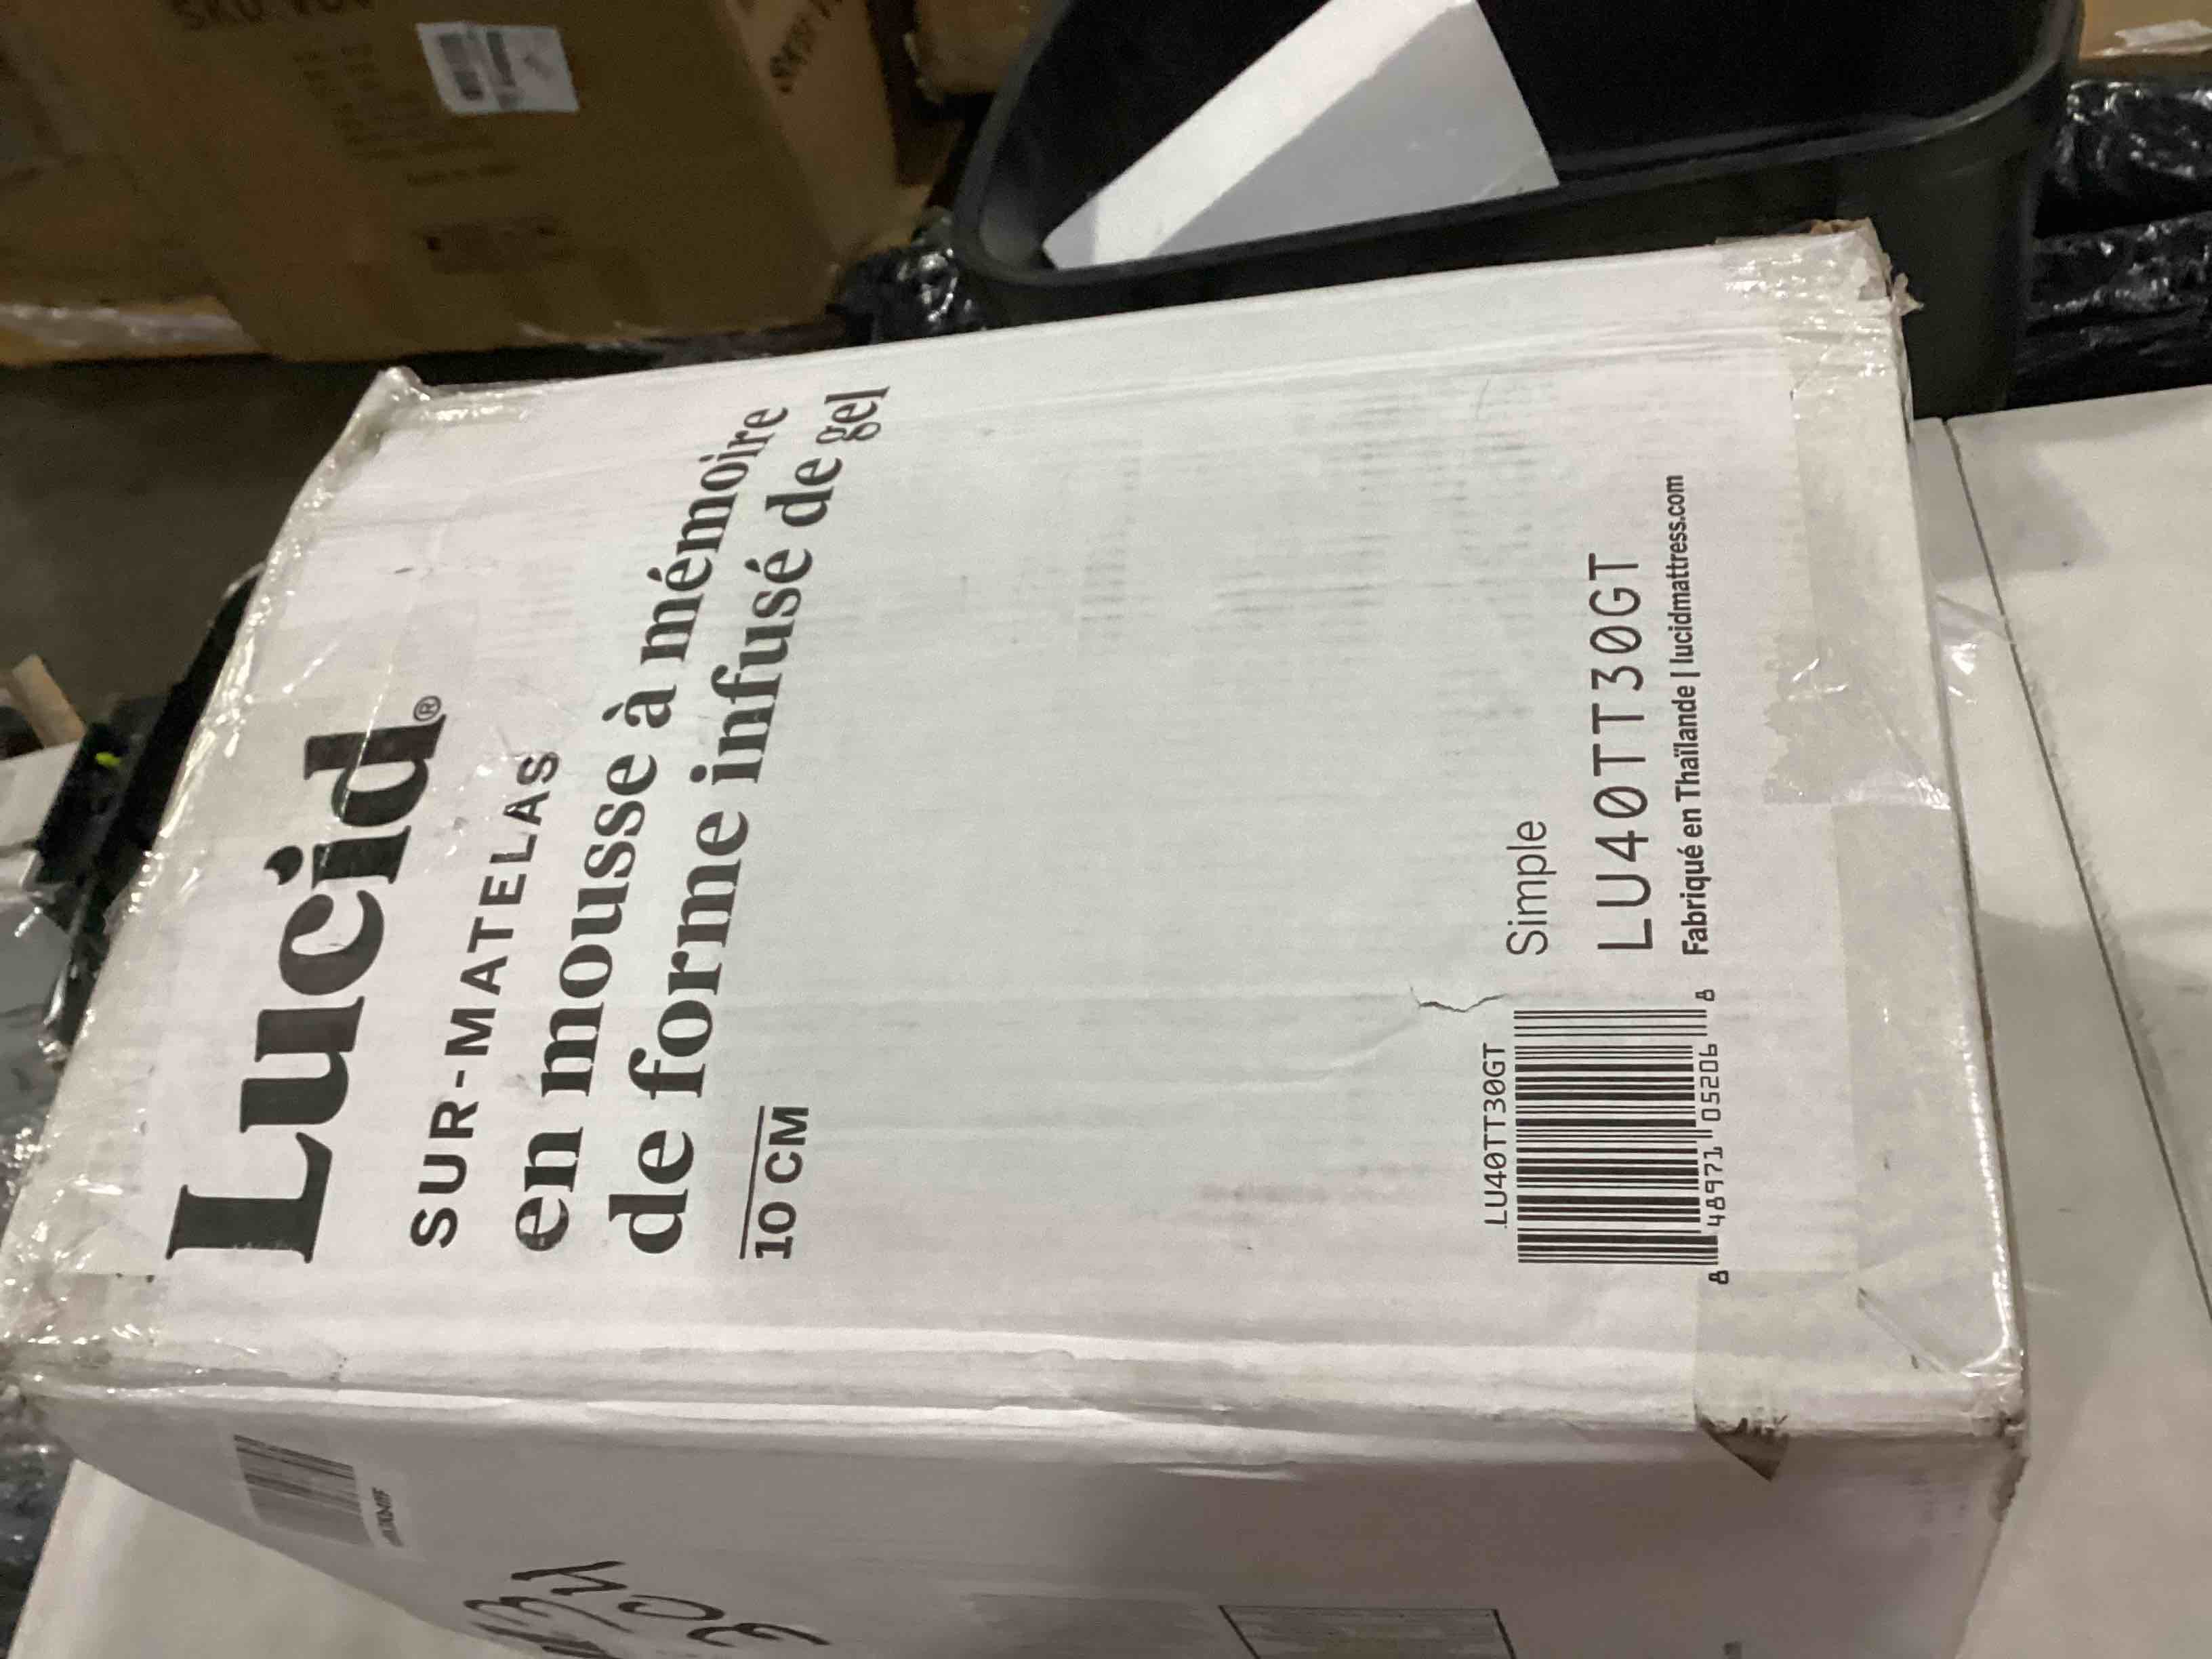 Lucid®
SUR-MATELAS
en mousse à mémoire
de forme infusé de gel
10 CM
LU40TT30GT
8 48971 05206 8
Simple
LU40TT30GT
Fabriqué en Thaïlande | lucidmattress.com
SKU